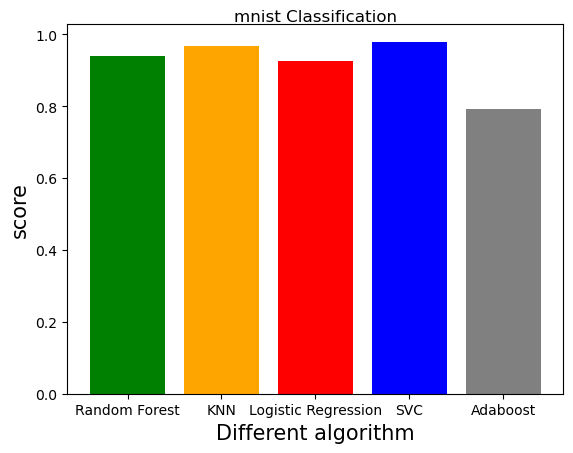 mnist Classification
score
1.0
0.8
0.6
0.4
0.2
0.0
Random Forest KNN Logistic Regression SVC Adaboost
Different algorithm